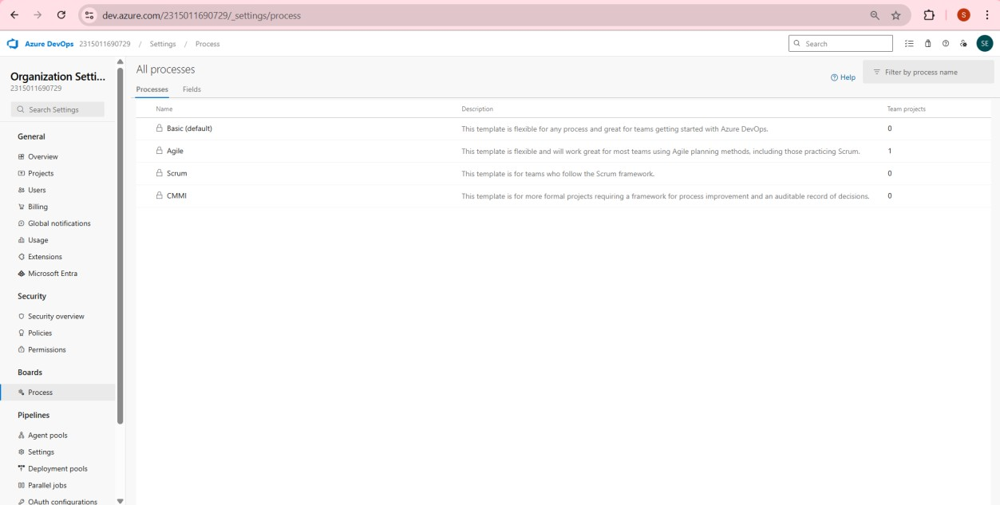 dev.azure.com/2315011690729/_settings/process
S
Azure DevOps 2315011690729 / Settings / Process
Search
SE
Organization Setti...
2315011690729
Search Settings
General
Overview
Projects
Users
Billing
Global notifications
Usage
Extensions
Microsoft Entra
Security
Security overview
Policies
Permissions
Boards
Process
Pipelines
Agent pools
Settings
Deployment pools
Parallel jobs
OAuth configurations
All processes
Help
Filter by process name
Processes Fields
Name Description Team projects
Basic (default) This template is flexible for any process and great for teams getting started with Azure DevOps. 0
Agile This template is flexible and will work great for most teams using Agile planning methods, including those practicing Scrum. 1
Scrum This template is for teams who follow the Scrum framework. 0
CMMI This template is for more formal projects requiring a framework for process improvement and an auditable record of decisions. 0